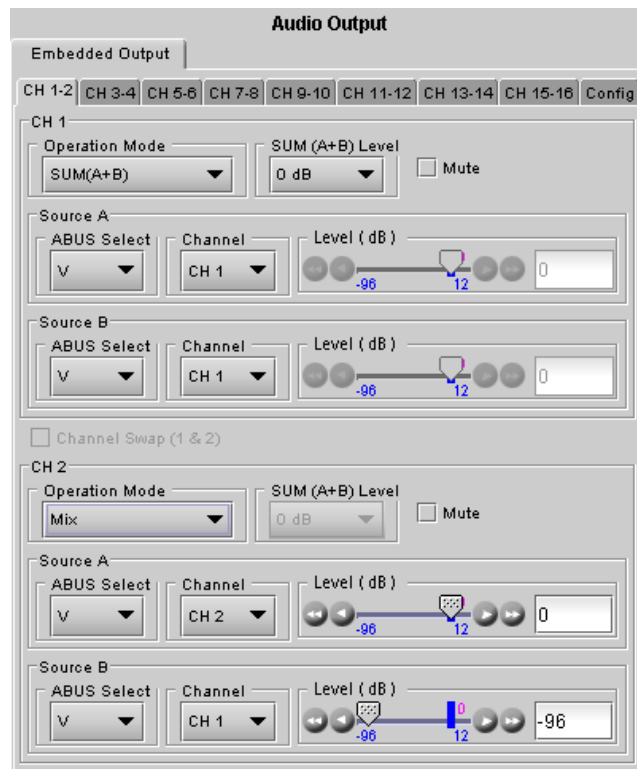 Audio Output
Embedded Output
CH 1-2 CH 3-4 CH 5-6 CH 7-8 CH 9-10 CH 11-12 CH 13-14 CH 15-16 Config
CH 1
Operation Mode SUM (A+B) Level
SUM(A+B) 0 dB Mute
Source A
ABUS Select Channel Level ( dB )
V CH 1 0
-96 12
Source B
ABUS Select Channel Level ( dB )
V CH 1 0
-96 12
Channel Swap (1 & 2)
CH 2
Operation Mode SUM (A+B) Level
Mix 0 dB Mute
Source A
ABUS Select Channel Level ( dB )
V CH 2 0
-96 12
Source B
ABUS Select Channel Level ( dB )
V CH 1 0 -96
-96 12